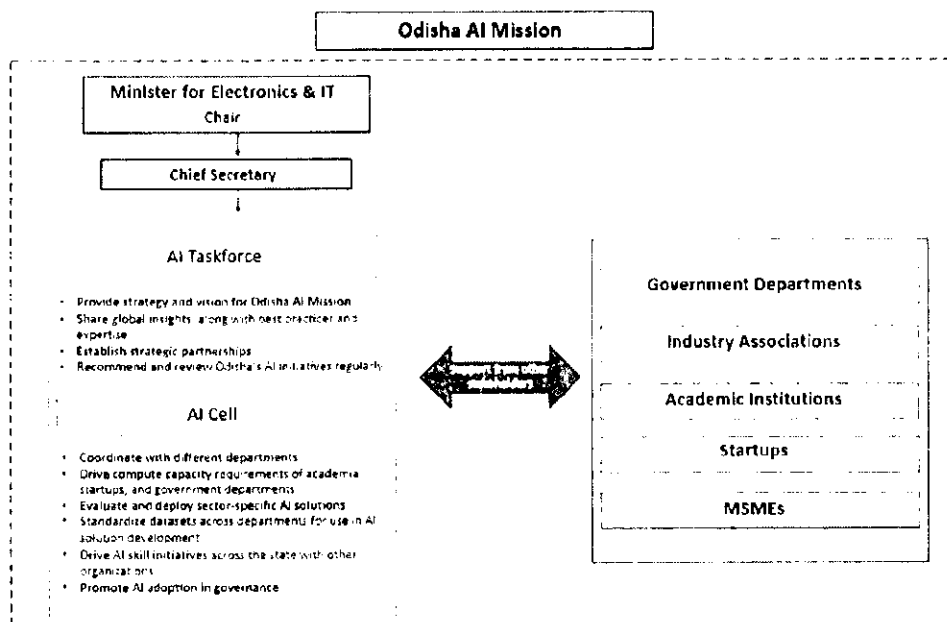 Odisha AI Mission
Minister for Electronics & IT
Chair
Chief Secretary
AI Taskforce
• Provide strategy and vision for Odisha AI Mission
• Share global insights, along with best practices and
expertise
• Establish strategic partnerships
• Recommend and review Odisha's AI initiatives regularly
AI Cell
• Coordinate with different departments
• Drive compute capacity requirements of academia
startups, and government departments
• Evaluate and deploy sector-specific AI solutions
• Standardize datasets across departments for use in AI
solution development
• Drive AI skill initiatives across the state with other
organizations
• Promote AI adoption in governance
Government Departments
Industry Associations
Academic Institutions
Startups
MSMEs